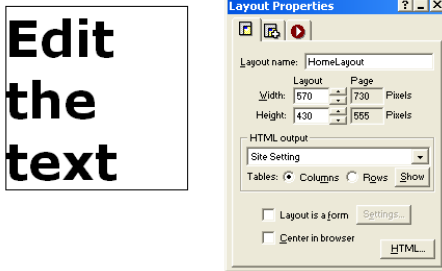 Edit
the
text
Layout Properties
Layout name: HomeLayout
Layout Page
Width: 570 730 Pixels
Height: 430 555 Pixels
HTML output
Site Setting
Tables: Columns Rows Show
Layout is a form Settings...
Center in browser
HTML...